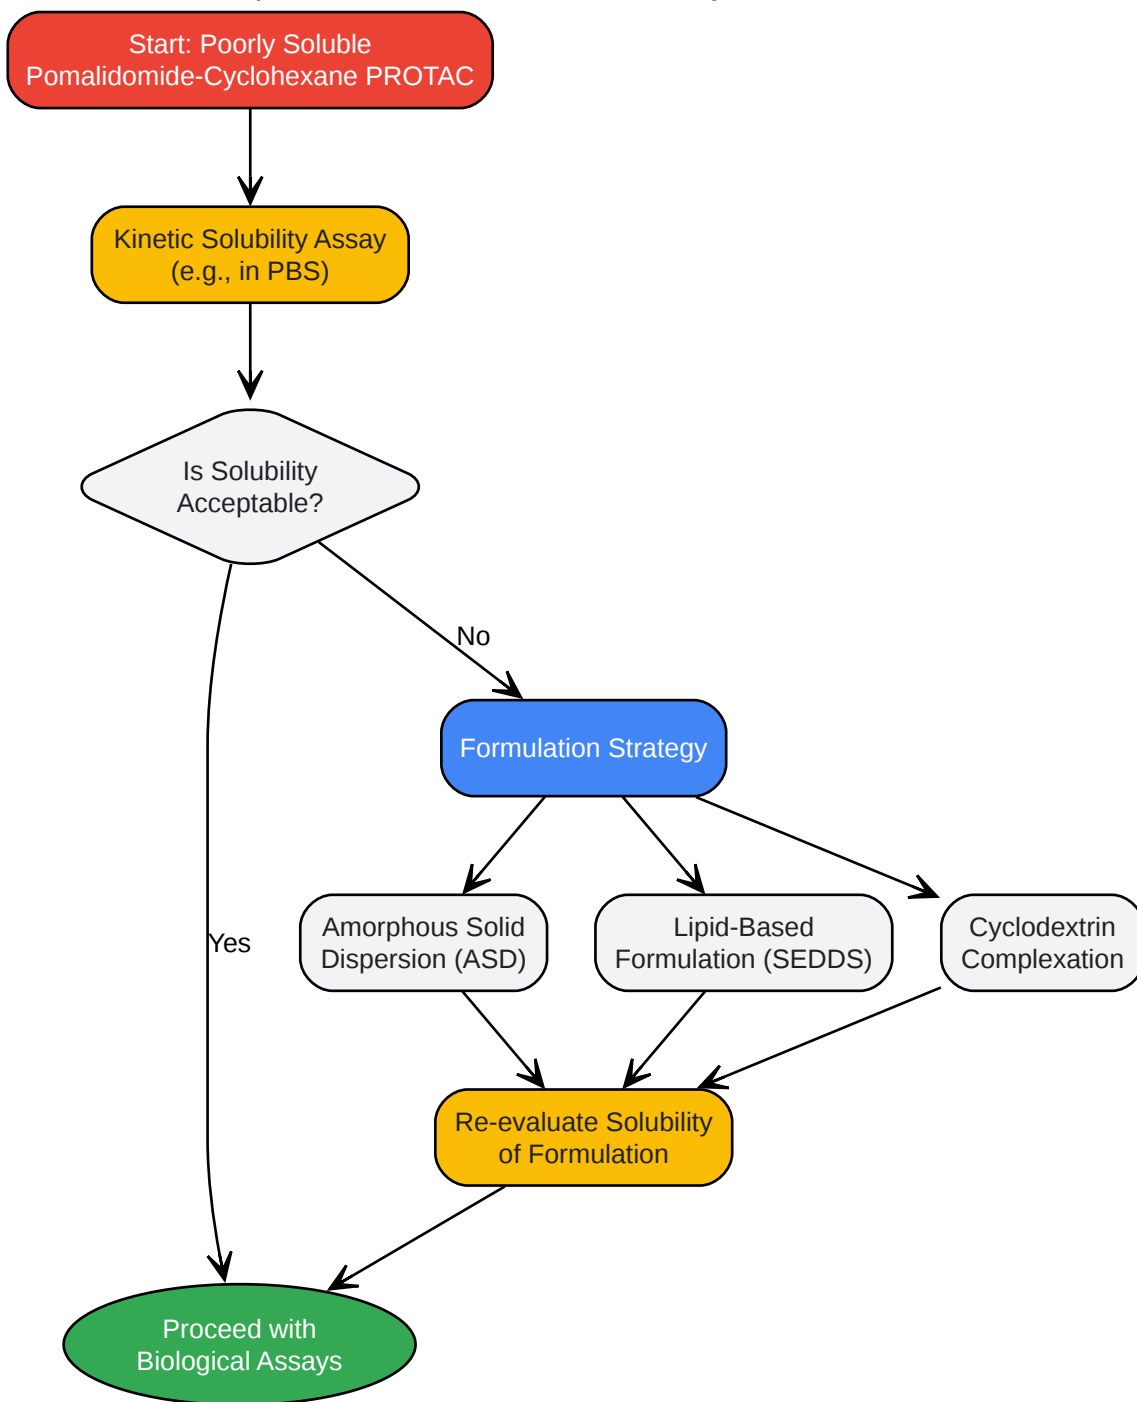 Start: Poorly Soluble
Pomalidomide-Cyclohexane PROTAC
Kinetic Solubility Assay
(e.g., in PBS)
Is Solubility
Acceptable?
No
Formulation Strategy
Yes
Amorphous Solid
Dispersion (ASD)
Lipid-Based
Formulation (SEDDS)
Cyclodextrin
Complexation
Re-evaluate Solubility
of Formulation
Proceed with
Biological Assays